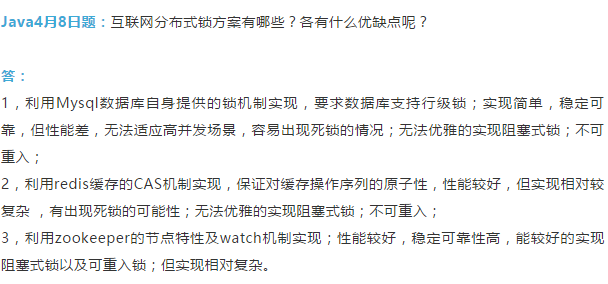 Java4月8日题：互联网分布式锁方案有哪些？各有什么优缺点呢？
答：
1，利用Mysql数据库自身提供的锁机制实现，要求数据库支持行级锁；实现简单，稳定可
靠，但性能差，无法适应高并发场景，容易出现死锁的情况；无法优雅的实现阻塞式锁；不可
重入；
2，利用redis缓存的CAS机制实现，保证对缓存操作序列的原子性，性能较好，但实现相对较
复杂 ，有出现死锁的可能性；无法优雅的实现阻塞式锁；不可重入；
3，利用zookeeper的节点特性及watch机制实现；性能较好，稳定可靠性高，能较好的实现
阻塞式锁以及可重入锁；但实现相对复杂。